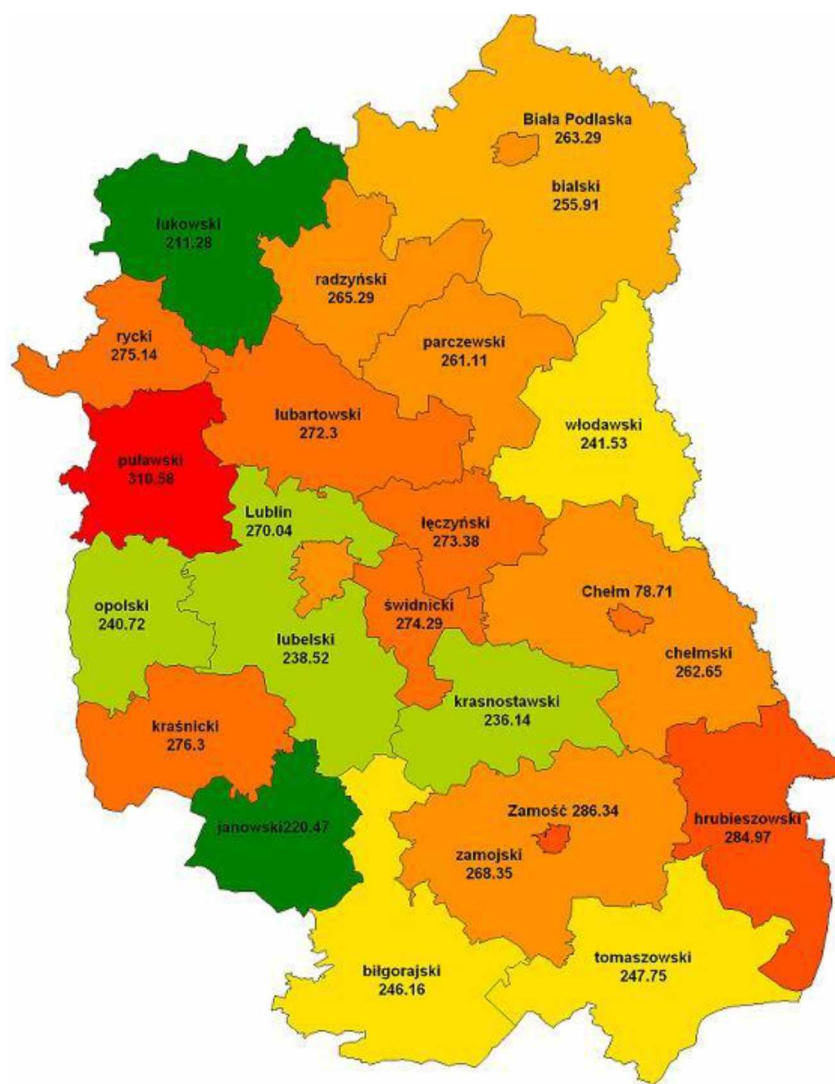 Biała Podlaska
263.29
bialski
255.91
łukowski
211.28
radzyński
265.29
rycki
275.14
parczewski
261.11
lubartowski
272.3
włodawski
241.53
puławski
310.58
Lublin
270.04
łęczyński
273.38
opolski
240.72
świdnicki
274.29
Chełm 78.71
lubelski
238.52
chełmski
262.65
krasnostawski
236.14
kraśnicki
276.3
Zamość 286.34
hrubieszowski
284.97
janowski220.47
zamojski
268.35
biłgorajski
246.16
tomaszowski
247.75